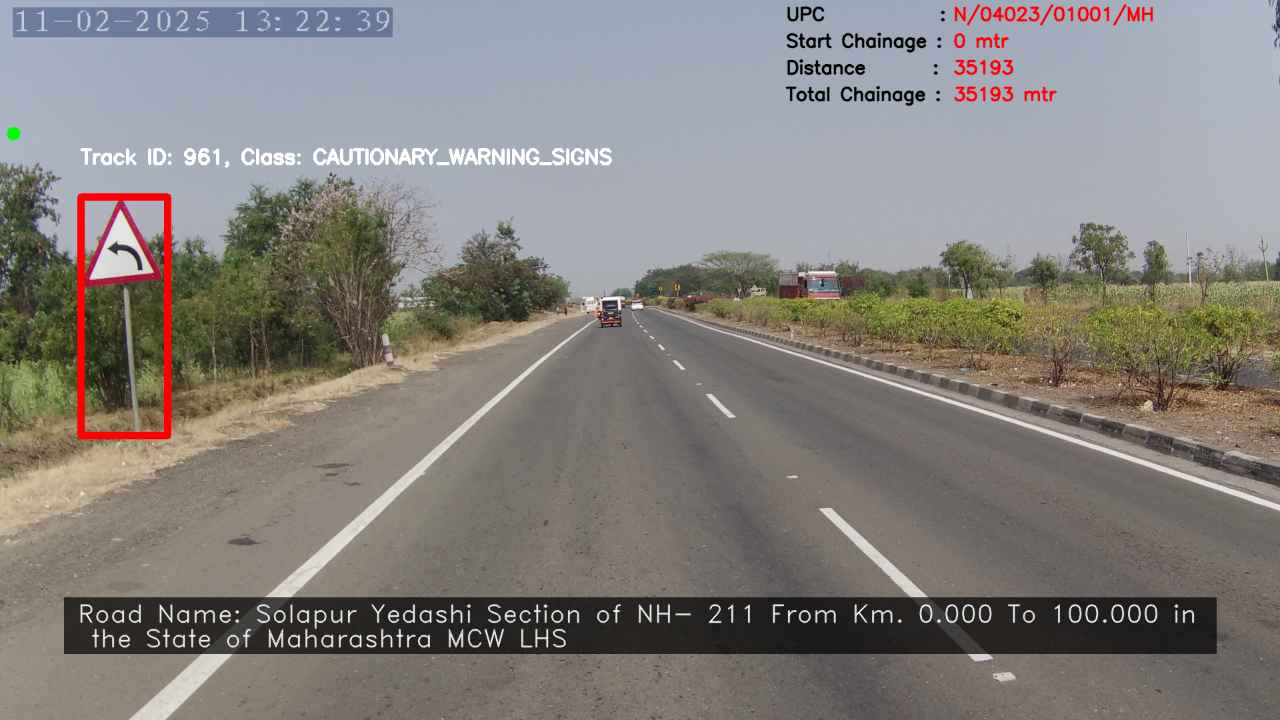 11-02-2025 13:22:39
UPC : N/04023/01001/MH
Start Chainage : 0 mtr
Distance : 35193
Total Chainage : 35193 mtr
Track ID: 961, Class: CAUTIONARY_WARNING_SIGNS
Road Name: Solapur Yedashi Section of NH- 211 From Km. 0.000 To 100.000 in
the State of Maharashtra MCW LHS